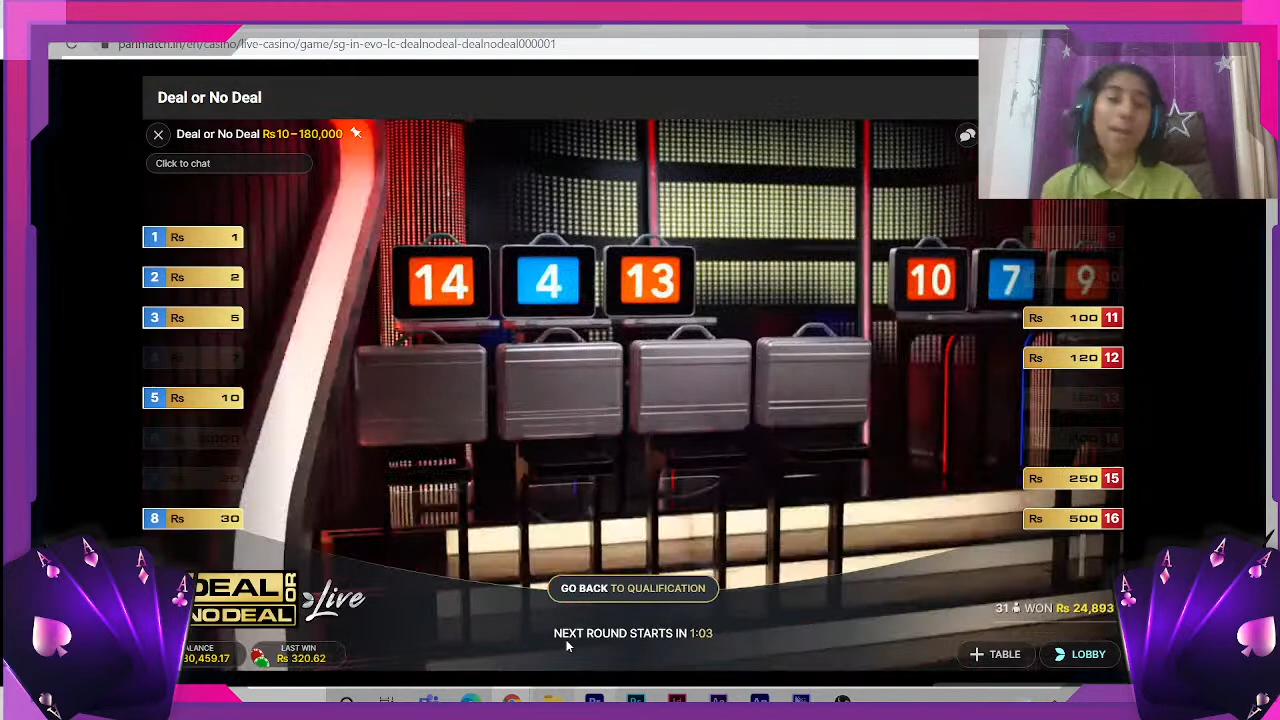 parimatch.in/en/casino/live-casino/game/sg-in-evo-lc-dealnodeal-dealnodeal000001
Deal or No Deal
Deal or No Deal Rs10–180,000
Click to chat
14
4
13
10
7
9
1 Rs 1
2 Rs 2
3 Rs 5
5 Rs 10
8 Rs 30
Rs 100 11
Rs 120 12
Rs 250 15
Rs 500 16
GO BACK TO QUALIFICATION
NEXT ROUND STARTS IN 1:03
31 WON Rs 24,893
DEAL OR
NO DEAL
Live
LAST WIN
Rs 320.62
TABLE
LOBBY